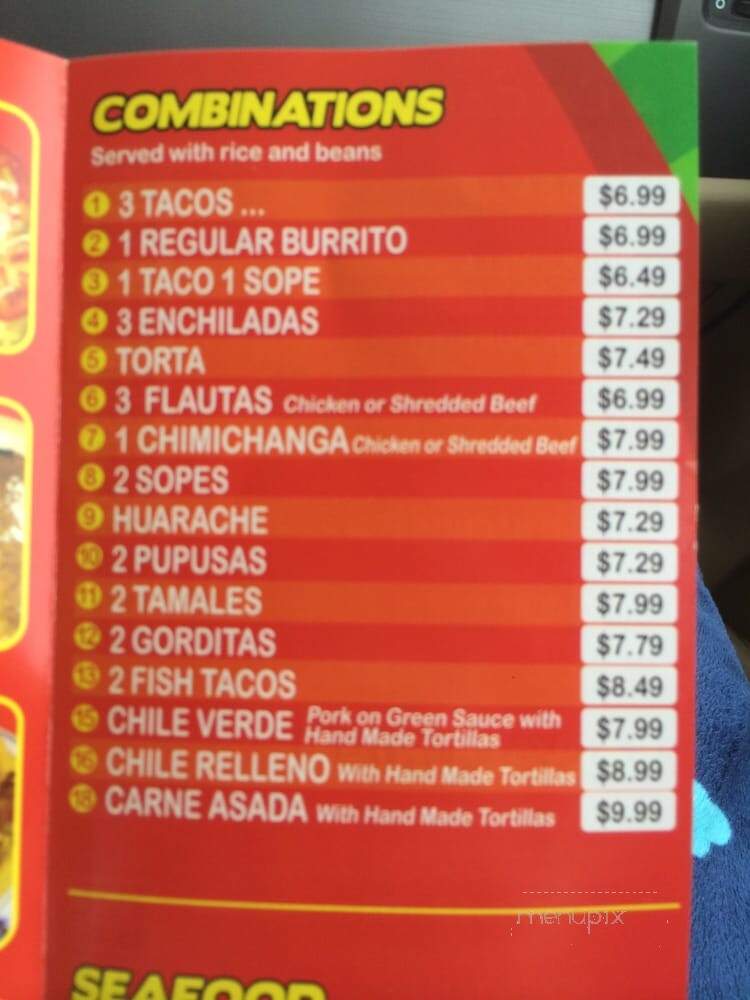 COMBINATIONS
Served with rice and beans
1 3 TACOS ... $6.99
2 1 REGULAR BURRITO $6.99
3 1 TACO 1 SOPE $6.49
4 3 ENCHILADAS $7.29
5 TORTA $7.49
6 3 FLAUTAS Chicken or Shredded Beef $6.99
7 1 CHIMICHANGA Chicken or Shredded Beef $7.99
8 2 SOPES $7.99
9 HUARACHE $7.29
10 2 PUPUSAS $7.29
11 2 TAMALES $7.99
12 2 GORDITAS $7.79
13 2 FISH TACOS $8.49
15 CHILE VERDE Pork on Green Sauce with
Hand Made Tortillas $7.99
16 CHILE RELLENO With Hand Made Tortillas $8.99
18 CARNE ASADA With Hand Made Tortillas $9.99
menupix
SEAFOOD